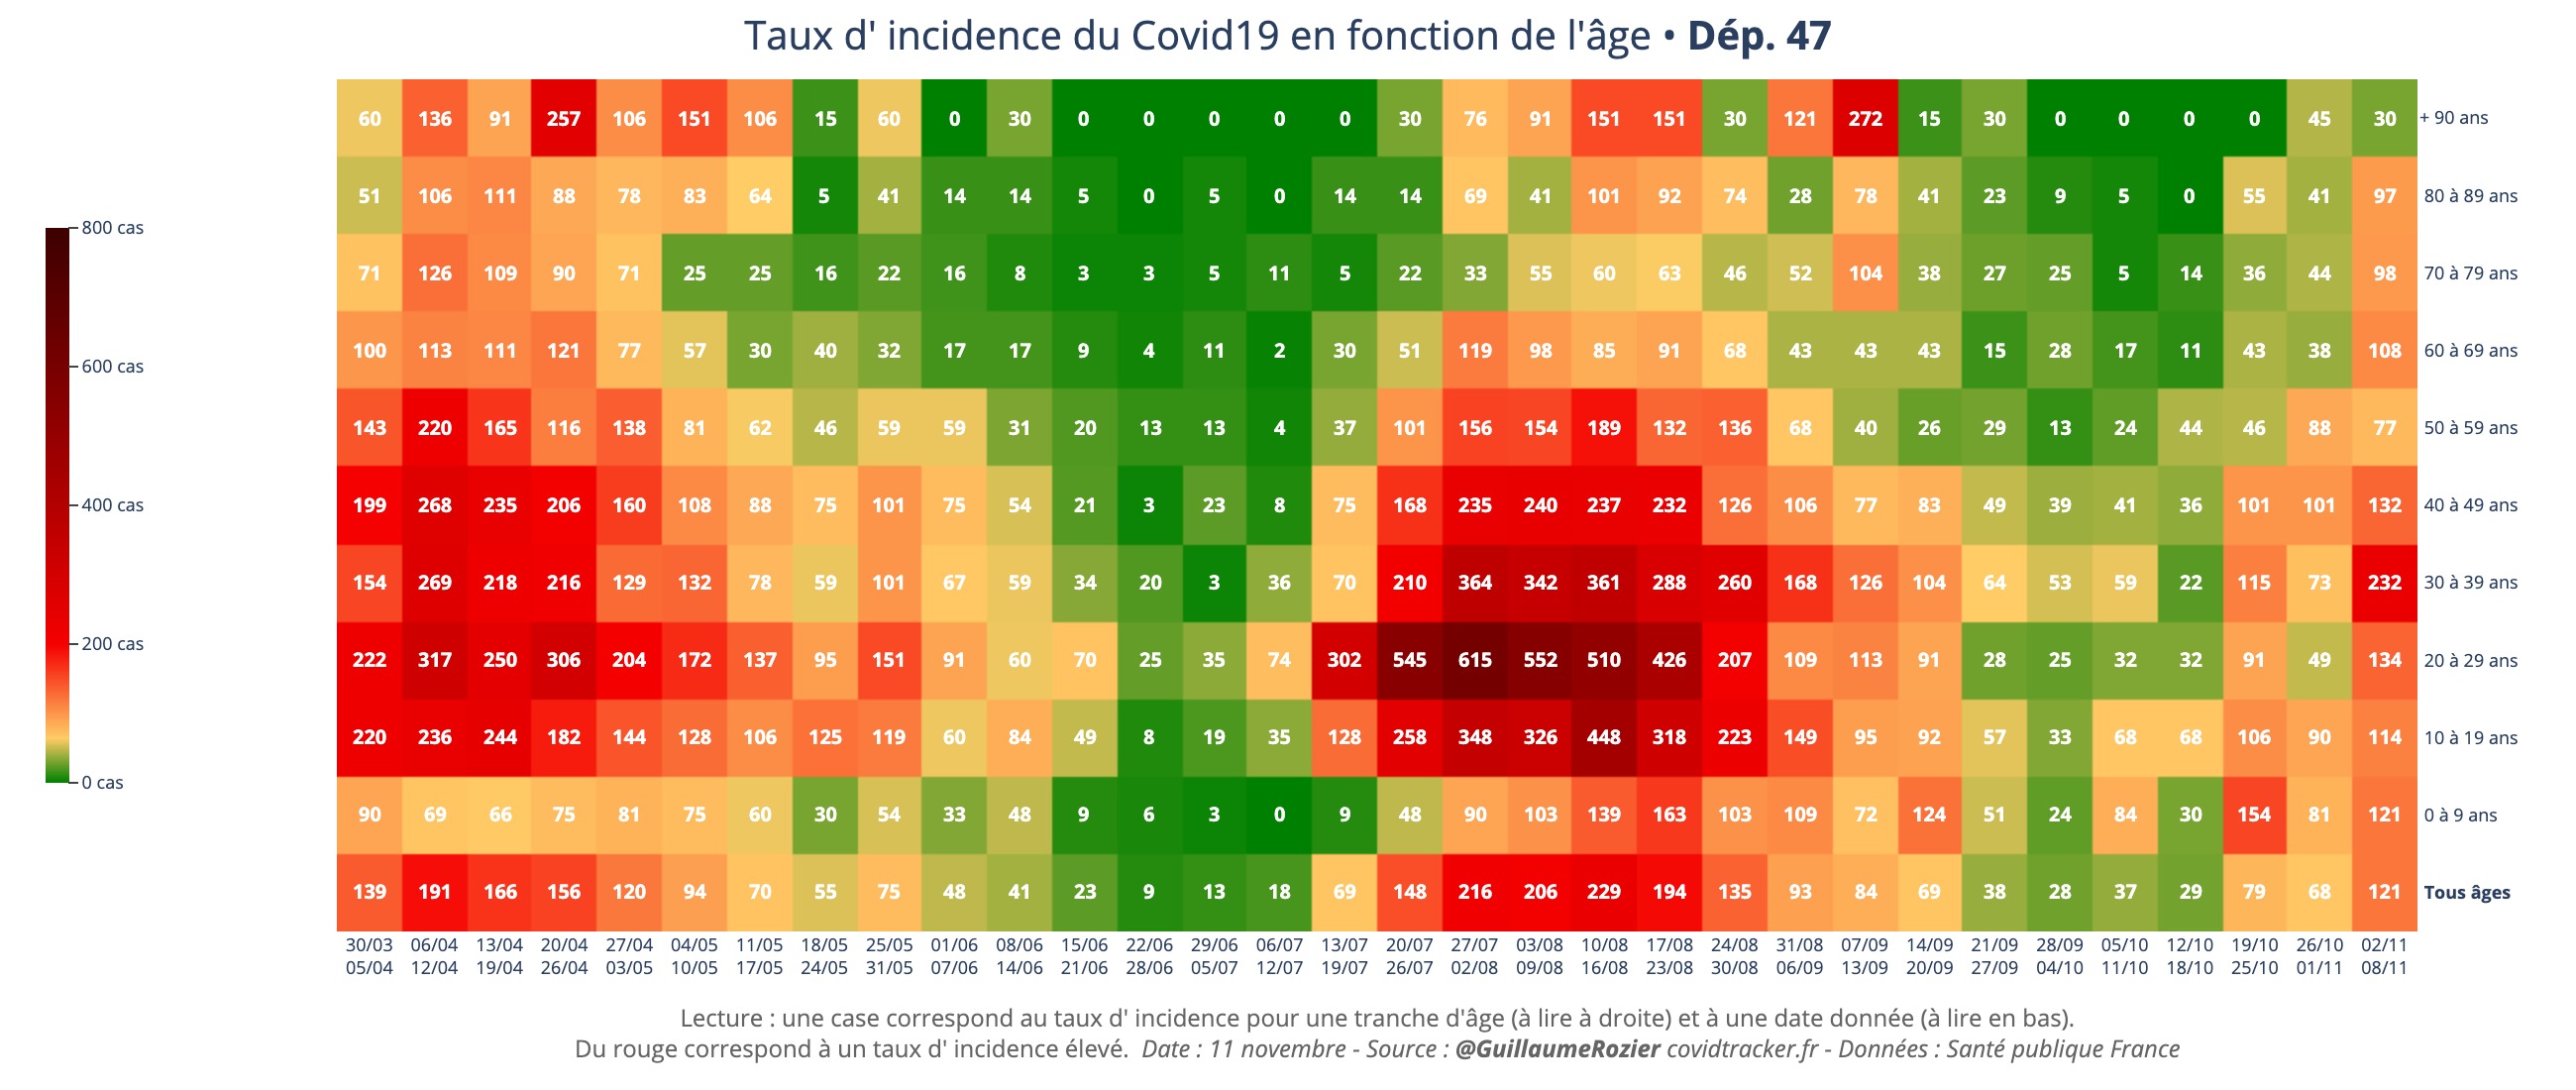 Taux d' incidence du Covid19 en fonction de l'âge • Dép. 47
800 cas
600 cas
400 cas
200 cas
0 cas
60 136 91 257 106 151 106 15 60 0 30 0 0 0 0 0 30 76 91 151 151 30 121 272 15 30 0 0 0 0 45 30 + 90 ans
51 106 111 88 78 83 64 5 41 14 14 5 0 5 0 14 14 69 41 101 92 74 28 78 41 23 9 5 0 55 41 97 80 à 89 ans
71 126 109 90 71 25 25 16 22 16 8 3 3 5 11 5 22 33 55 60 63 46 52 104 38 27 25 5 14 36 44 98 70 à 79 ans
100 113 111 121 77 57 30 40 32 17 17 9 4 11 2 30 51 119 98 85 91 68 43 43 43 15 28 17 11 43 38 108 60 à 69 ans
143 220 165 116 138 81 62 46 59 59 31 20 13 13 4 37 101 156 154 189 132 136 68 40 26 29 13 24 44 46 88 77 50 à 59 ans
199 268 235 206 160 108 88 75 101 75 54 21 3 23 8 75 168 235 240 237 232 126 106 77 83 49 39 41 36 101 101 132 40 à 49 ans
154 269 218 216 129 132 78 59 101 67 59 34 20 3 36 70 210 364 342 361 288 260 168 126 104 64 53 59 22 115 73 232 30 à 39 ans
222 317 250 306 204 172 137 95 151 91 60 70 25 35 74 302 545 615 552 510 426 207 109 113 91 28 25 32 32 91 49 134 20 à 29 ans
220 236 244 182 144 128 106 125 119 60 84 49 8 19 35 128 258 348 326 448 318 223 149 95 92 57 33 68 68 106 90 114 10 à 19 ans
90 69 66 75 81 75 60 30 54 33 48 9 6 3 0 9 48 90 103 139 163 103 109 72 124 51 24 84 30 154 81 121 0 à 9 ans
139 191 166 156 120 94 70 55 75 48 41 23 9 13 18 69 148 216 206 229 194 135 93 84 69 38 28 37 29 79 68 121 Tous âges
30/03 06/04 13/04 20/04 27/04 04/05 11/05 18/05 25/05 01/06 08/06 15/06 22/06 29/06 06/07 13/07 20/07 27/07 03/08 10/08 17/08 24/08 31/08 07/09 14/09 21/09 28/09 05/10 12/10 19/10 26/10 02/11
05/04 12/04 19/04 26/04 03/05 10/05 17/05 24/05 31/05 07/06 14/06 21/06 28/06 05/07 12/07 19/07 26/07 02/08 09/08 16/08 23/08 30/08 06/09 13/09 20/09 27/09 04/10 11/10 18/10 25/10 01/11 08/11
Lecture : une case correspond au taux d' incidence pour une tranche d'âge (à lire à droite) et à une date donnée (à lire en bas).
Du rouge correspond à un taux d' incidence élevé. Date : 11 novembre - Source : @GuillaumeRozier covidtracker.fr - Données : Santé publique France